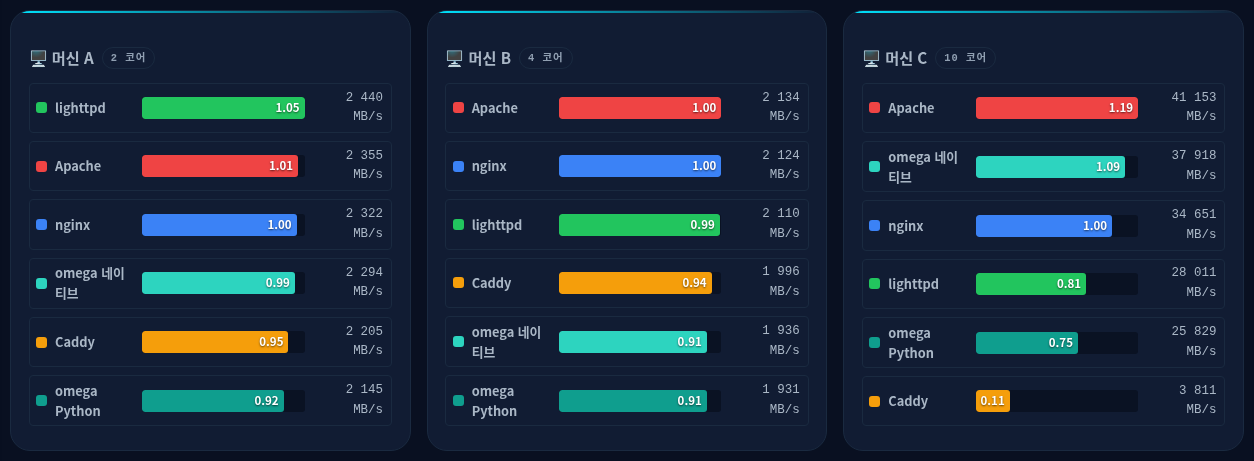 머신 A 2 코어
lighttpd 1.05 2 440 MB/s
Apache 1.01 2 355 MB/s
nginx 1.00 2 322 MB/s
omega 네이티브 0.99 2 294 MB/s
Caddy 0.95 2 205 MB/s
omega Python 0.92 2 145 MB/s
머신 B 4 코어
Apache 1.00 2 134 MB/s
nginx 1.00 2 124 MB/s
lighttpd 0.99 2 110 MB/s
Caddy 0.94 1 996 MB/s
omega 네이티브 0.91 1 936 MB/s
omega Python 0.91 1 931 MB/s
머신 C 10 코어
Apache 1.19 41 153 MB/s
omega 네이티브 1.09 37 918 MB/s
nginx 1.00 34 651 MB/s
lighttpd 0.81 28 011 MB/s
omega Python 0.75 25 829 MB/s
Caddy 0.11 3 811 MB/s